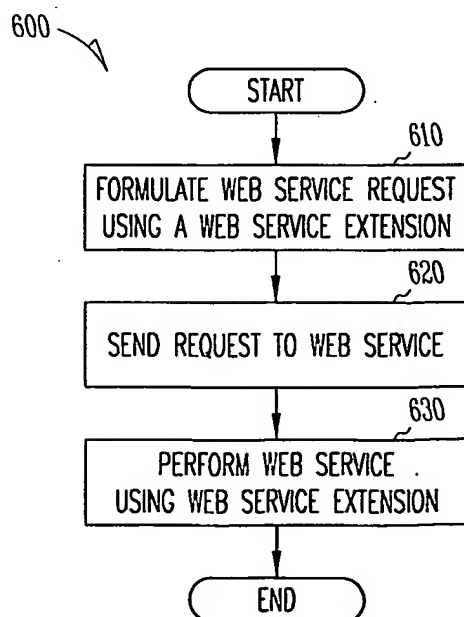 600
START
610
FORMULATE WEB SERVICE REQUEST
USING A WEB SERVICE EXTENSION
620
SEND REQUEST TO WEB SERVICE
630
PERFORM WEB SERVICE
USING WEB SERVICE EXTENSION
END